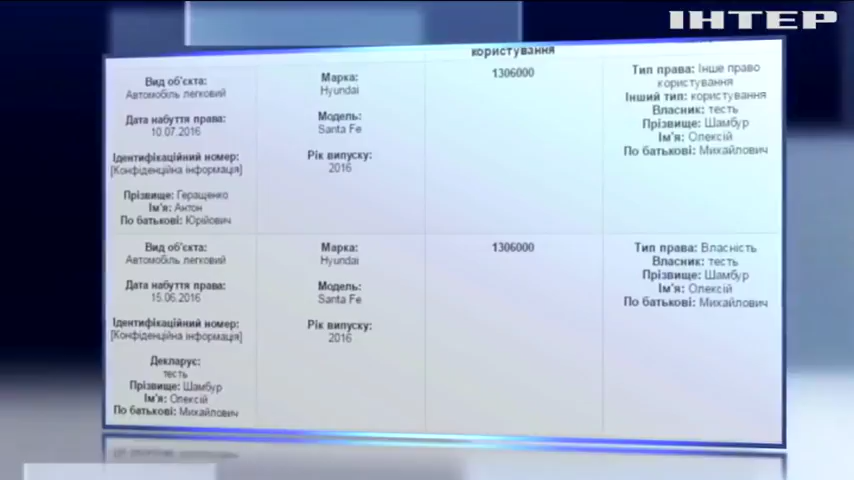 ІНТЕР
користування
Вид об'єкта:
Автомобіль легковий
Дата набуття права:
10.07.2016
Ідентифікаційний номер:
[Конфіденційна інформація]
Прізвище: Геращенко
Ім'я: Антон
По батькові: Юрійович
Марка:
Hyundai
Модель:
Santa Fe
Рік випуску:
2016
1306000
Тип права: Інше право
користування
Інший тип: користування
Власник: тесть
Прізвище: Шамбур
Ім'я: Олексій
По батькові: Михайлович
Вид об'єкта:
Автомобіль легковий
Дата набуття права:
15.06.2016
Ідентифікаційний номер:
[Конфіденційна інформація]
Декларує:
тесть
Прізвище: Шамбур
Ім'я: Олексій
По батькові: Михайлович
Марка:
Hyundai
Модель:
Santa Fe
Рік випуску:
2016
1306000
Тип права: Власність
Власник: тесть
Прізвище: Шамбур
Ім'я: Олексій
По батькові: Михайлович